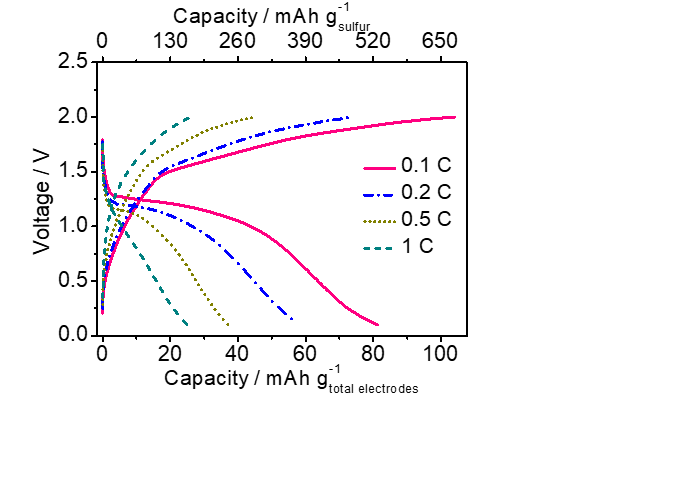 Capacity / mAh g-1sulfur
0 130 260 390 520 650
2.5
2.0
1.5
1.0
0.5
0.0
Voltage / V
0.1 C
0.2 C
0.5 C
1 C
0 20 40 60 80 100
Capacity / mAh g-1total electrodes